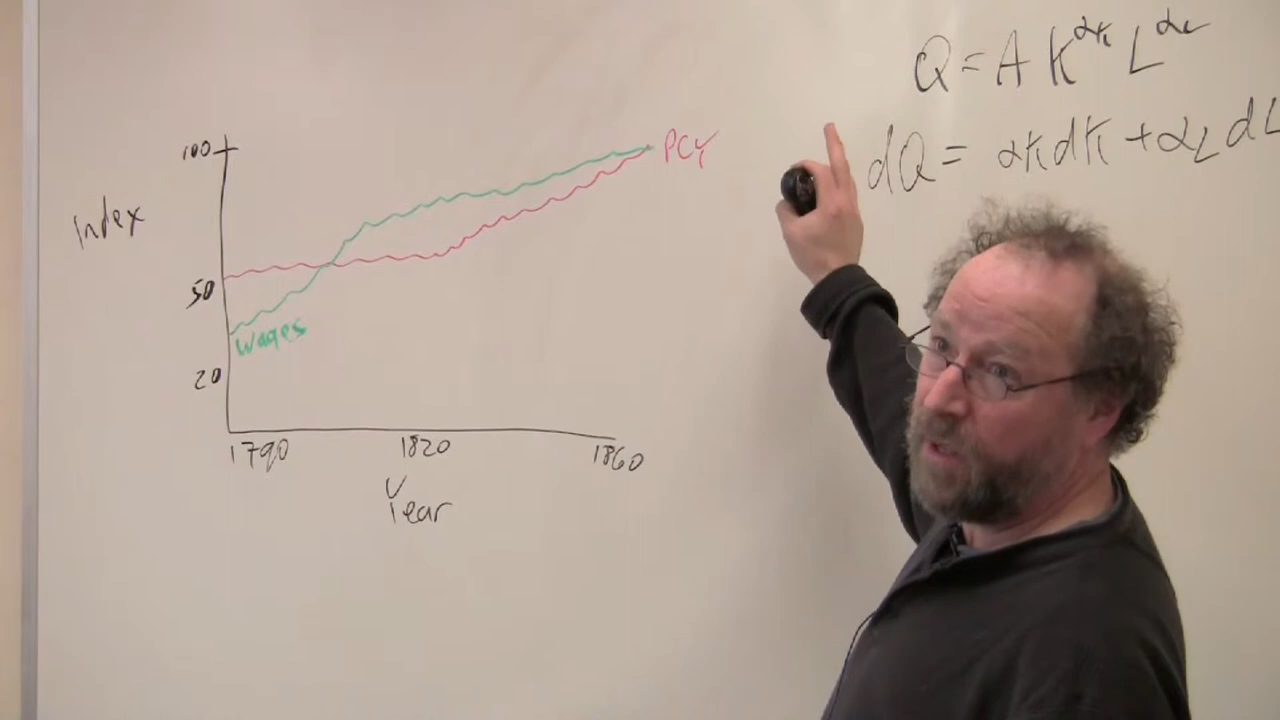 Q = A K^αK L^αL
dQ = αK dK + αL dL
100
PCY
Index
50
Wages
20
1790 1820 1860
Year